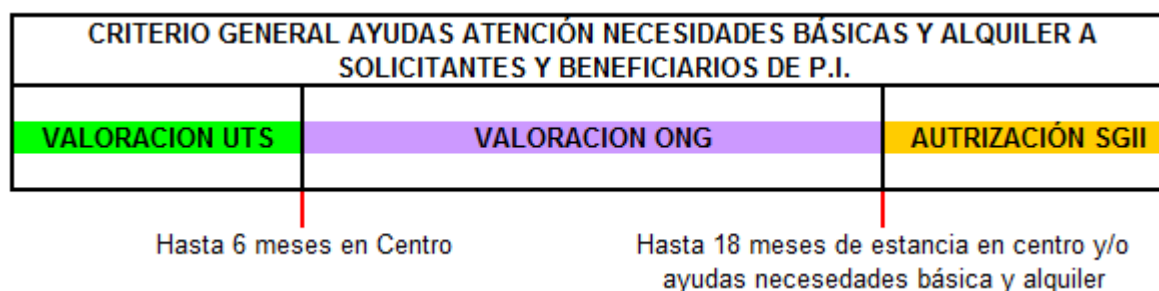 CRITERIO GENERAL AYUDAS ATENCIÓN NECESIDADES BÁSICAS Y ALQUILER A
SOLICITANTES Y BENEFICIARIOS DE P.I.
VALORACION UTS
VALORACION ONG
AUTRIZACIÓN SGII
Hasta 6 meses en Centro
Hasta 18 meses de estancia en centro y/o
ayudas necesedades básica y alquiler